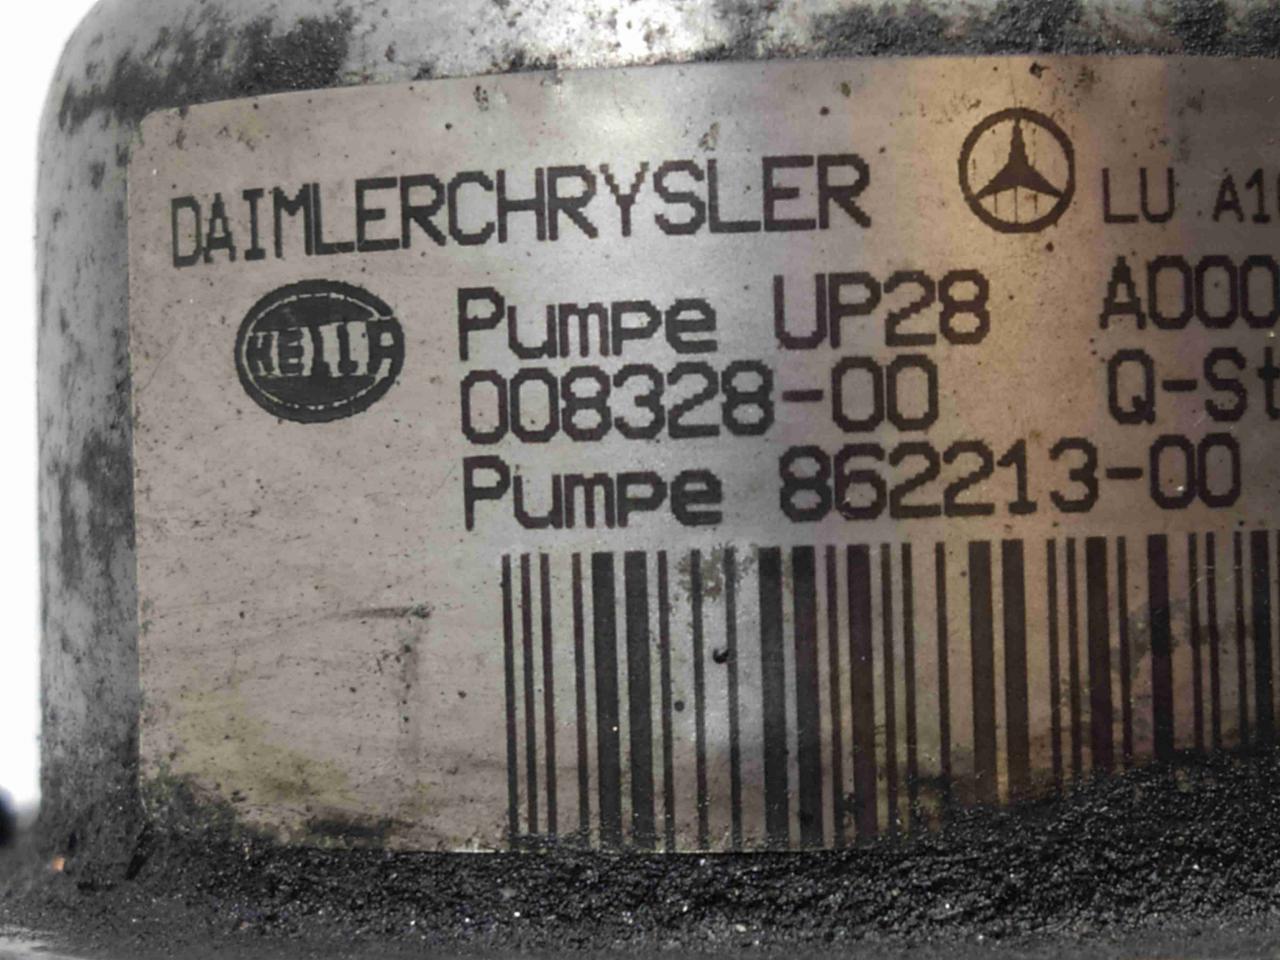 DAIMLERCHRYSLER LU A1
HELLA Pumpe UP28 A000
008328-00 Q-St
Pumpe 862213-00